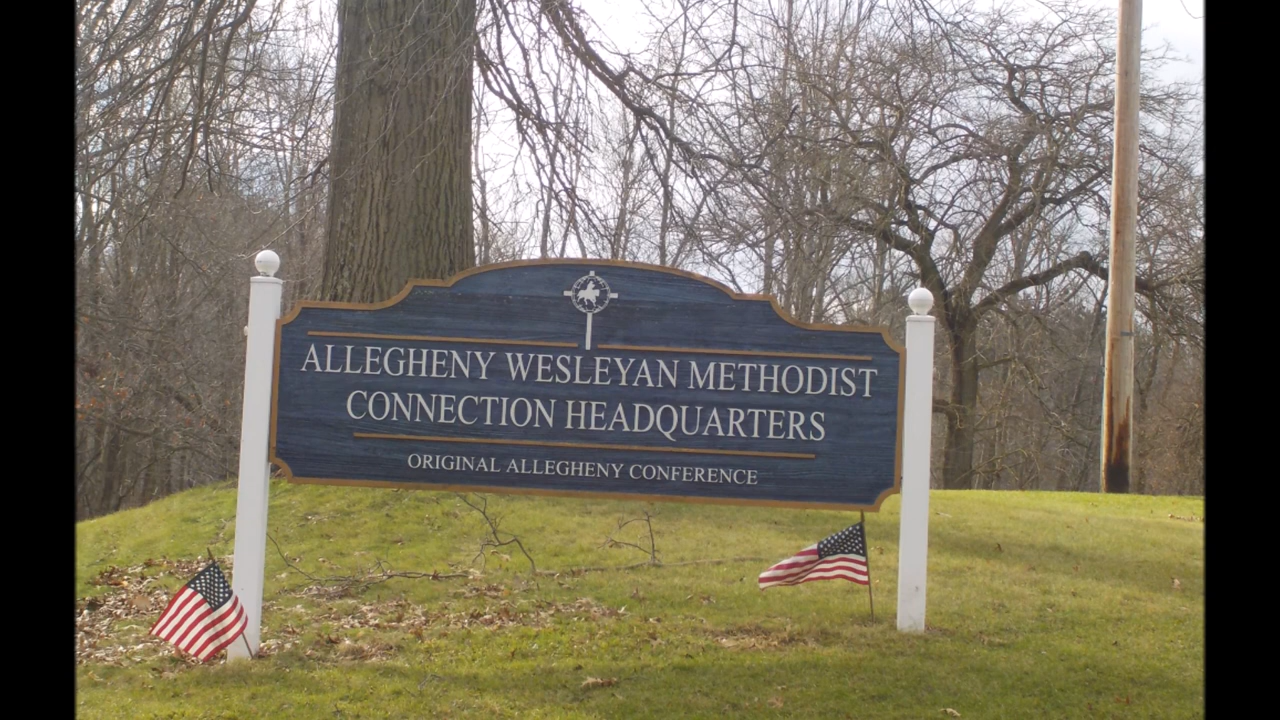 ALLEGHENY WESLEYAN METHODIST
CONNECTION HEADQUARTERS
ORIGINAL ALLEGHENY CONFERENCE